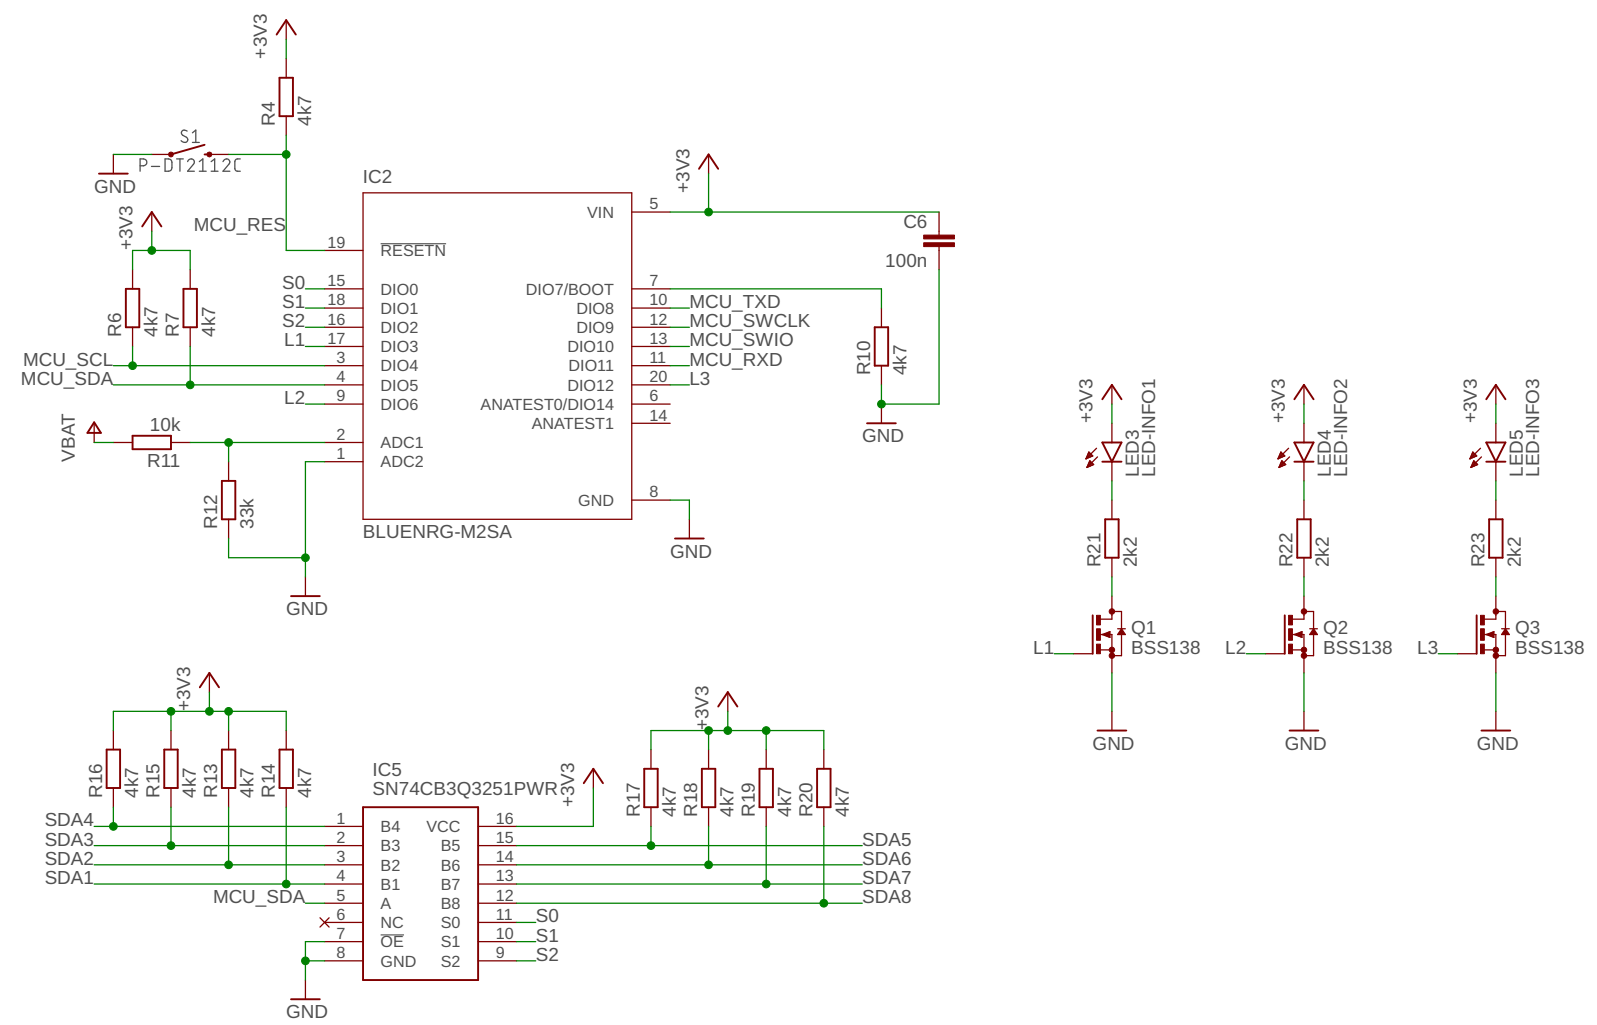 +3V3
R4
4k7
S1
P-DT2112C
GND
MCU_RES
+3V3
R6
4k7
R7
4k7
MCU_SCL
MCU_SDA
VBAT
10k
R11
R12
33k
GND
S0
S1
S2
L1
L2
IC2
19
15
18
16
17
3
4
9
2
1
RESETN
DIO0
DIO1
DIO2
DIO3
DIO4
DIO5
DIO6
ADC1
ADC2
VIN
DIO7/BOOT
DIO8
DIO9
DIO10
DIO11
DIO12
ANATEST0/DIO14
ANATEST1
GND
5
7
10
12
13
11
20
6
14
8
BLUENRG-M2SA
+3V3
C6
100n
MCU_TXD
MCU_SWCLK
MCU_SWIO
MCU_RXD
L3
R10
4k7
GND
GND
+3V3
LED3
LED-INFO1
R21
2k2
L1
Q1
BSS138
GND
+3V3
LED4
LED-INFO2
R22
2k2
L2
Q2
BSS138
GND
+3V3
LED5
LED-INFO3
R23
2k2
L3
Q3
BSS138
GND
+3V3
R16
4k7
R15
4k7
R13
4k7
R14
4k7
SDA4
SDA3
SDA2
SDA1
MCU_SDA
GND
IC5
SN74CB3Q3251PWR
1
2
3
4
5
6
7
8
B4
B3
B2
B1
A
NC
OE
GND
VCC
B5
B6
B7
B8
S0
S1
S2
16
15
14
13
12
11
10
9
S0
S1
S2
+3V3
+3V3
R17
4k7
R18
4k7
R19
4k7
R20
4k7
SDA5
SDA6
SDA7
SDA8